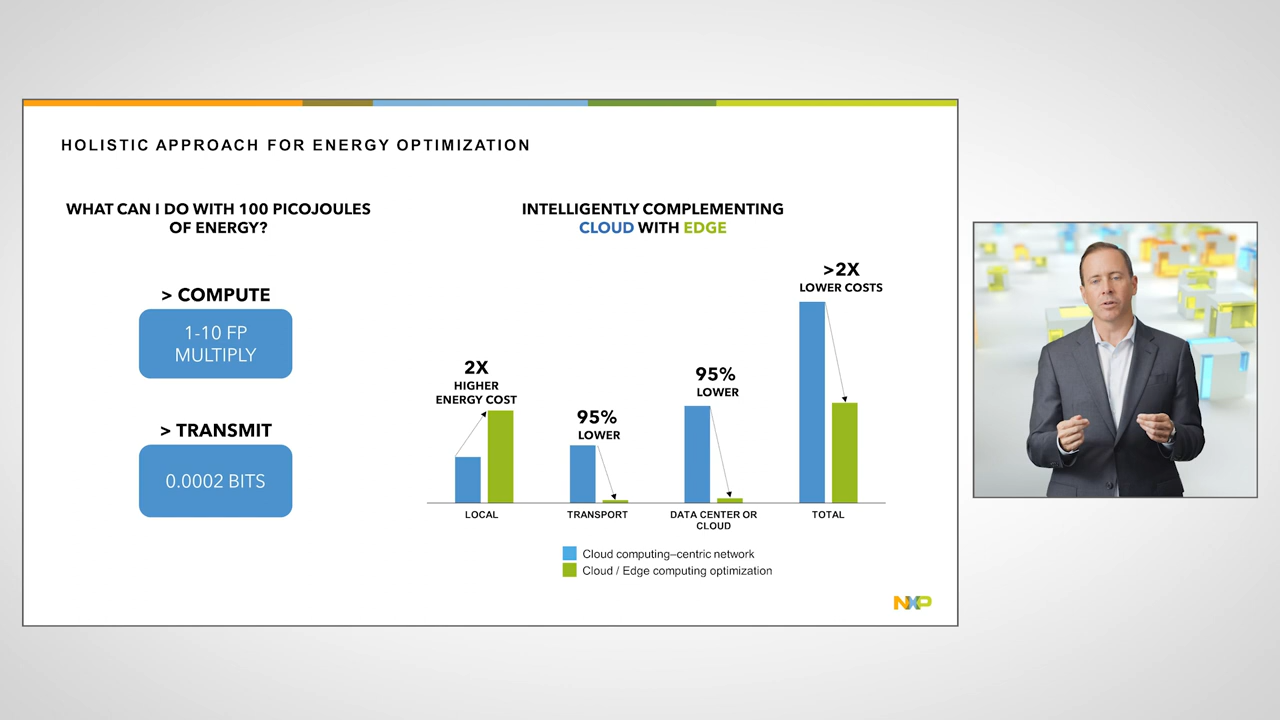 HOLISTIC APPROACH FOR ENERGY OPTIMIZATION
WHAT CAN I DO WITH 100 PICOJOULES
OF ENERGY?
> COMPUTE
1-10 FP
MULTIPLY
> TRANSMIT
0.0002 BITS
INTELLIGENTLY COMPLEMENTING
CLOUD WITH EDGE
2X
HIGHER
ENERGY COST
95%
LOWER
95%
LOWER
>2X
LOWER COSTS
LOCAL
TRANSPORT
DATA CENTER OR
CLOUD
TOTAL
Cloud computing–centric network
Cloud / Edge computing optimization
NXP